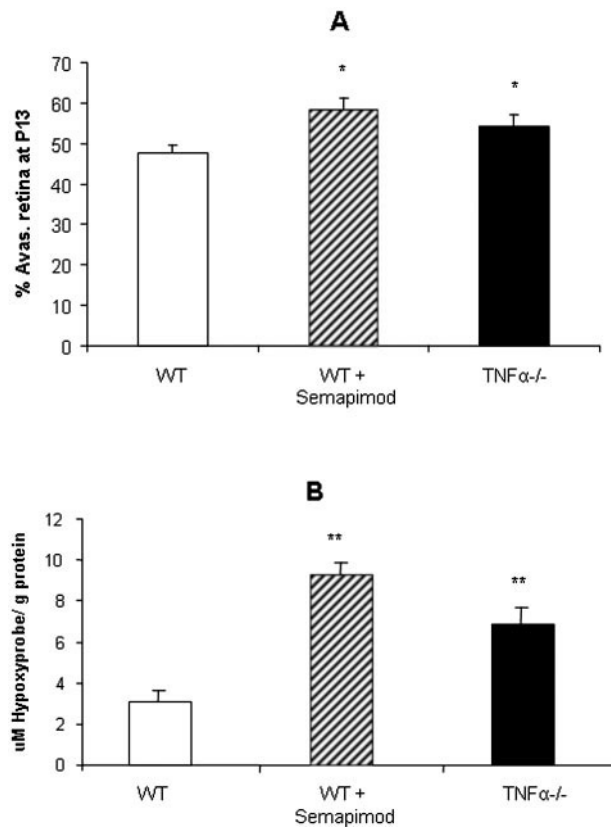 A
% Avas. retina at P13
70
60
50
40
30
20
10
0
*
*
WT
WT +
Semapimod
TNFα-/-
B
uM Hypoxyprobe/ g protein
12
10
8
6
4
2
0
**
**
WT
WT +
Semapimod
TNFα-/-